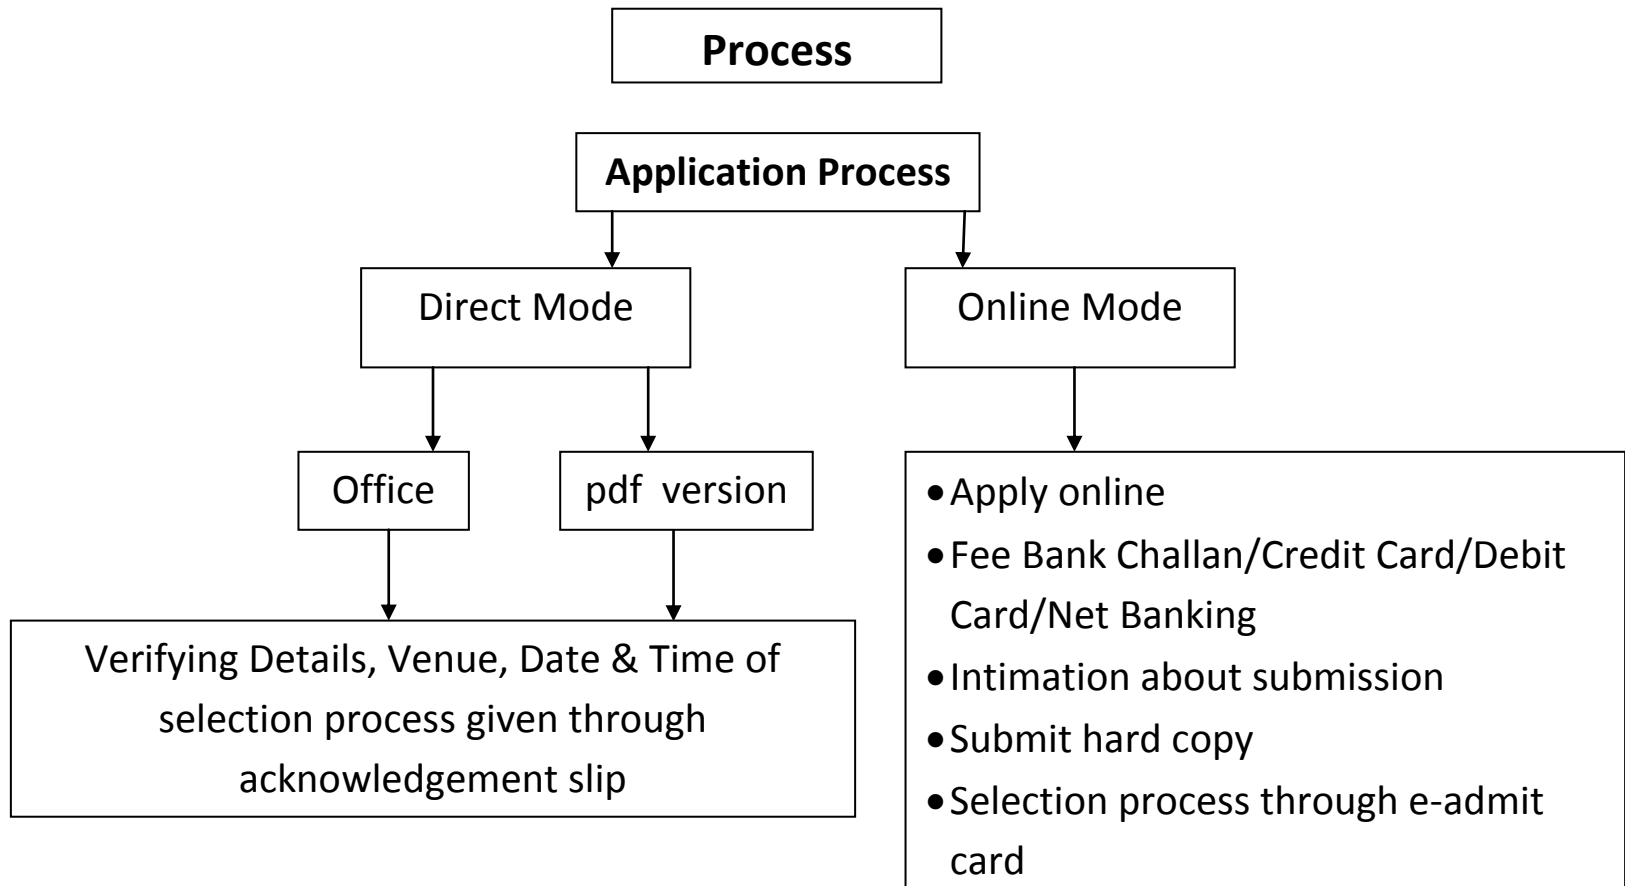 Process
Application Process
Direct Mode
Online Mode
Office
pdf version
Verifying Details, Venue, Date & Time of
selection process given through
acknowledgement slip
•Apply online
•Fee Bank Challan/Credit Card/Debit
Card/Net Banking
•Intimation about submission
•Submit hard copy
•Selection process through e-admit
card